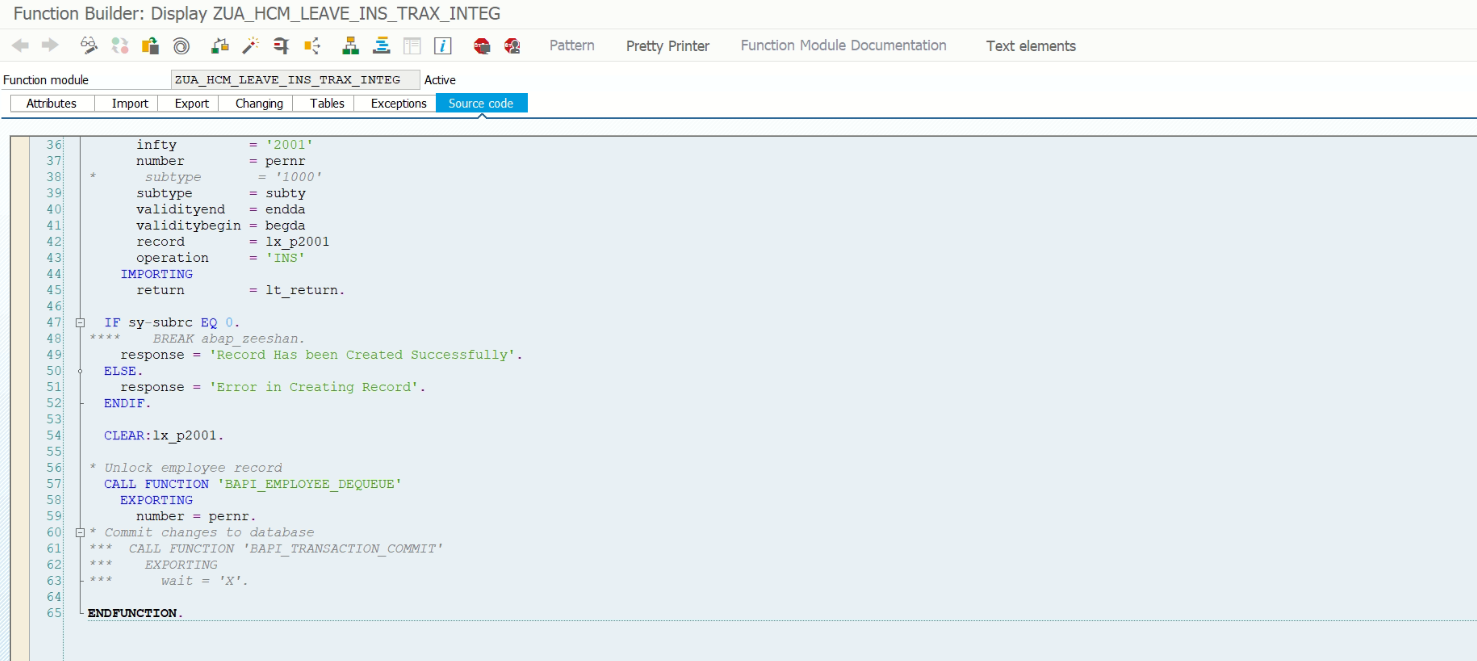 Function Builder: Display ZUA_HCM_LEAVE_INS_TRAX_INTEG
Pattern Pretty Printer Function Module Documentation Text elements
Function module ZUA_HCM_LEAVE_INS_TRAX_INTEG Active
Attributes Import Export Changing Tables Exceptions Source code
36 infty = '2001'
37 number = pernr
38 * subtype = '1000'
39 subtype = subty
40 validityend = endda
41 validitybegin = begda
42 record = lx_p2001
43 operation = 'INS'
44 IMPORTING
45 return = lt_return.
46
47 IF sy-subrc EQ 0.
48 **** BREAK abap_zeeshan.
49 response = 'Record Has been Created Successfully'.
50 ELSE.
51 response = 'Error in Creating Record'.
52 ENDIF.
53
54 CLEAR:lx_p2001.
55
56 * Unlock employee record
57 CALL FUNCTION 'BAPI_EMPLOYEE_DEQUEUE'
58 EXPORTING
59 number = pernr.
60 * Commit changes to database
61 *** CALL FUNCTION 'BAPI_TRANSACTION_COMMIT'
62 *** EXPORTING
63 *** wait = 'X'.
64
65 ENDFUNCTION.